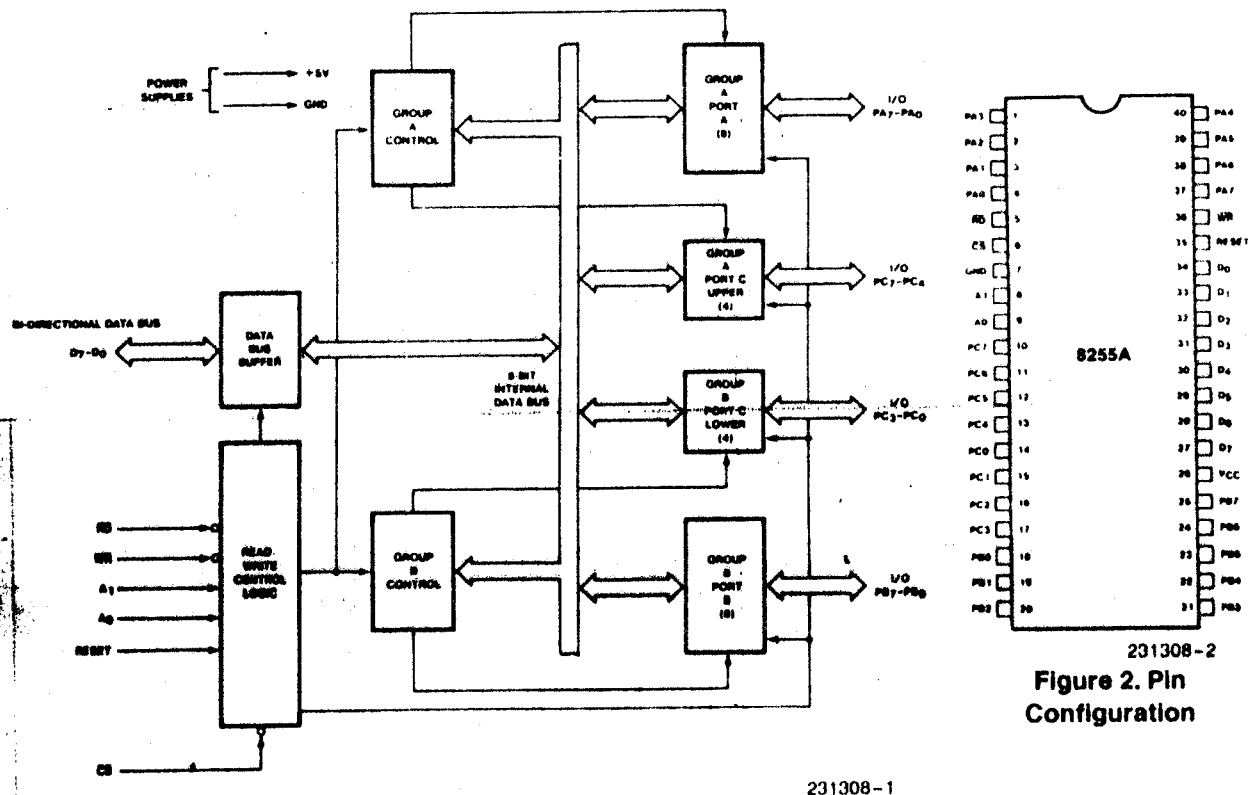 POWER
SUPPLIES
+5V
GND
GROUP
A
CONTROL
GROUP
A
PORT
A
(8)
I/O
PA7-PA0
GROUP
A
PORT C
UPPER
(4)
I/O
PC7-PC4
BI-DIRECTIONAL DATA BUS
D7-D0
DATA
BUS
BUFFER
8-BIT
INTERNAL
DATA BUS
GROUP
B
PORT C
LOWER
(4)
I/O
PC3-PC0
RD
WR
A1
A0
RESET
CS
READ
WRITE
CONTROL
LOGIC
GROUP
B
CONTROL
GROUP
B
PORT
B
(8)
I/O
PB7-PB0
231308-1
PA3 1 40 PA4
PA2 2 39 PA5
PA1 3 38 PA6
PA0 4 37 PA7
RD 5 36 WR
CS 6 35 RESET
GND 7 34 D0
A1 8 33 D1
A0 9 32 D2
PC7 10 31 D3
PC6 11 30 D4
PC5 12 29 D5
PC4 13 28 D6
PC0 14 27 D7
PC1 15 26 VCC
PC2 16 25 PB7
PC3 17 24 PB6
PB0 18 23 PB5
PB1 19 22 PB4
PB2 20 21 PB3
8255A
231308-2
Figure 2. Pin
Configuration